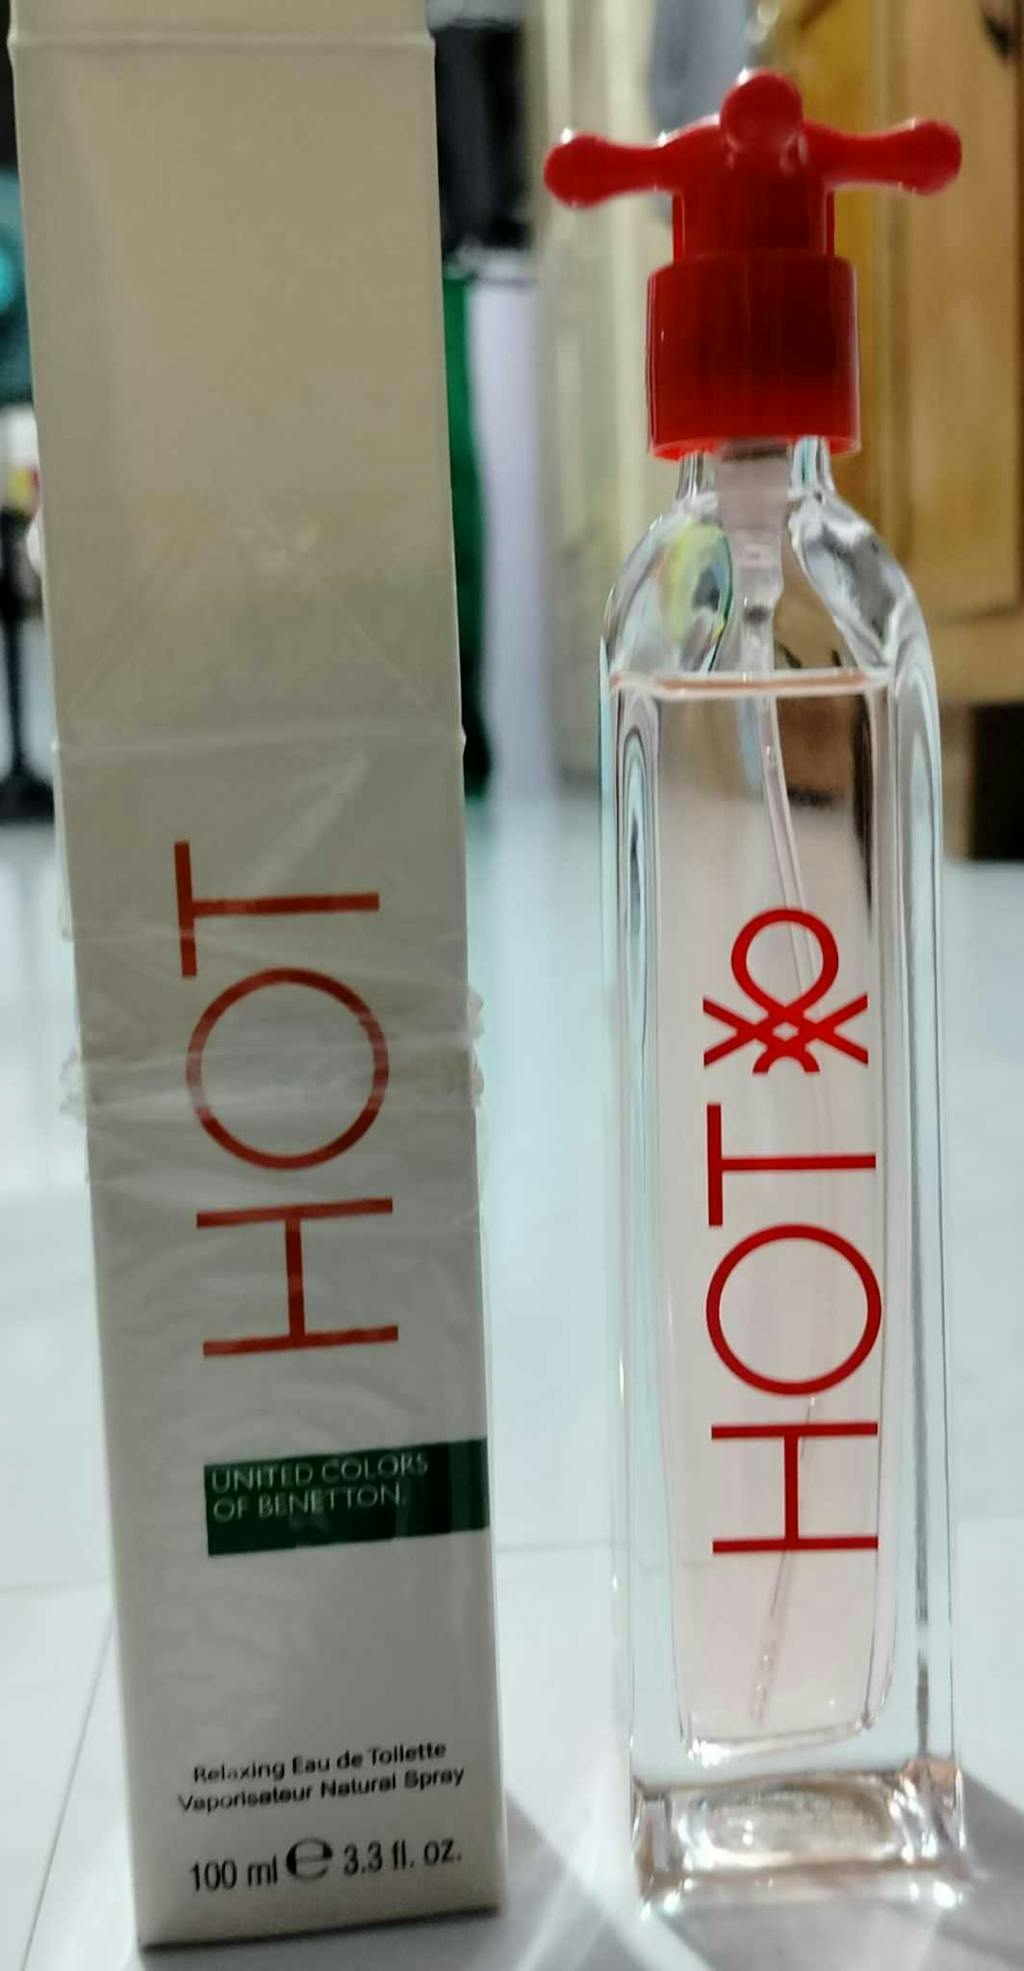 HOT
UNITED COLORS
OF BENETTON.
Relaxing Eau de Toilette
Vaporisateur Natural Spray
100 ml e 3.3 fl. oz.
HOT